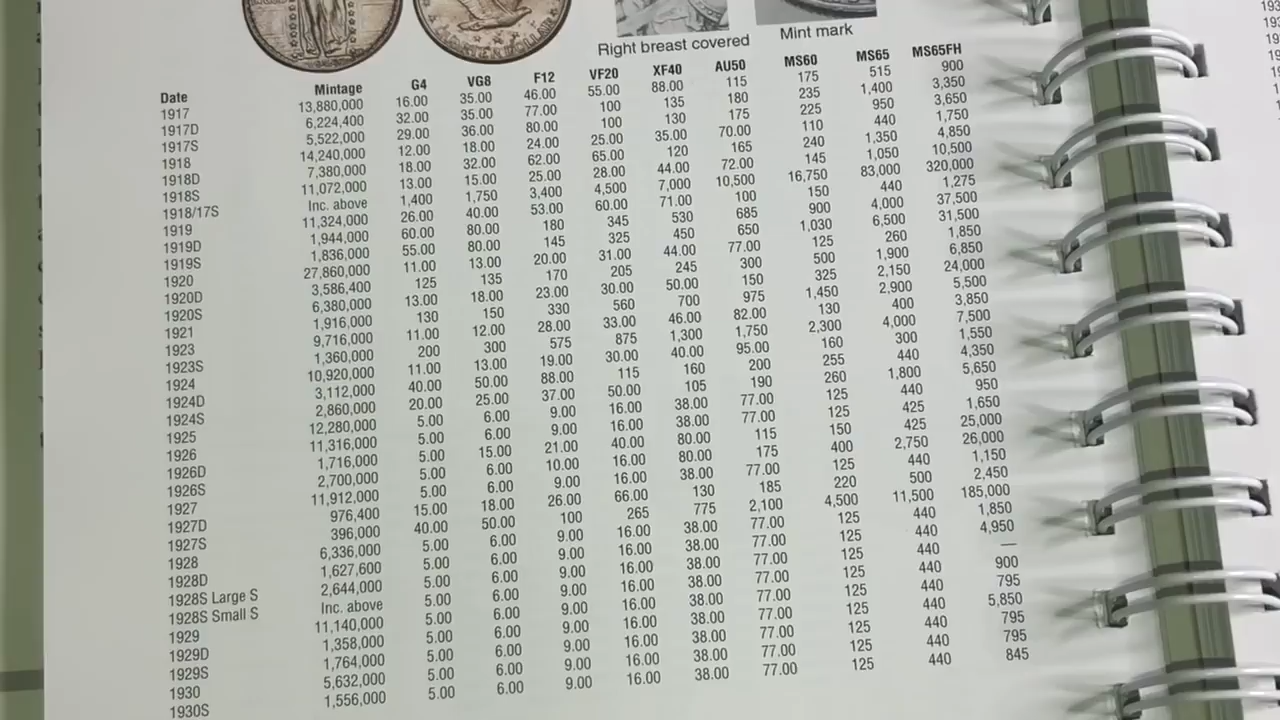 Right breast covered Mint mark
Date Mintage G4 VG8 F12 VF20 XF40 AU50 MS60 MS65 MS65FH
1917 13,880,000 16.00 35.00 46.00 55.00 88.00 115 175 515 900
1917D 6,224,400 32.00 35.00 77.00 100 135 180 235 1,400 3,350
1917S 5,522,000 29.00 36.00 80.00 100 130 175 225 950 3,650
1918 14,240,000 12.00 18.00 24.00 25.00 35.00 70.00 110 440 1,750
1918D 7,380,000 18.00 32.00 62.00 65.00 120 165 240 1,350 4,850
1918S 11,072,000 13.00 15.00 25.00 28.00 44.00 72.00 145 1,050 10,500
1918/17S Inc. above 1,400 1,750 3,400 4,500 7,000 10,500 16,750 83,000 320,000
1919 11,324,000 26.00 40.00 53.00 60.00 71.00 100 150 440 1,275
1919D 1,944,000 60.00 80.00 180 345 530 685 900 4,000 37,500
1919S 1,836,000 55.00 80.00 145 325 450 650 1,030 6,500 31,500
1920 27,860,000 11.00 13.00 20.00 31.00 44.00 77.00 125 260 1,850
1920D 3,586,400 125 135 170 205 245 300 500 1,900 6,850
1920S 6,380,000 13.00 18.00 23.00 30.00 50.00 150 325 2,150 24,000
1921 1,916,000 130 150 330 560 700 975 1,450 2,900 5,500
1923 9,716,000 11.00 12.00 28.00 33.00 46.00 82.00 130 400 3,850
1923S 1,360,000 200 300 575 875 1,300 1,750 2,300 4,000 7,500
1924 10,920,000 11.00 13.00 19.00 30.00 40.00 95.00 160 300 1,550
1924D 3,112,000 40.00 50.00 88.00 115 160 200 255 440 4,350
1924S 2,860,000 20.00 25.00 37.00 50.00 105 190 260 1,800 5,650
1925 12,280,000 5.00 6.00 9.00 16.00 38.00 77.00 125 440 950
1926 11,316,000 5.00 6.00 9.00 16.00 38.00 77.00 125 425 1,650
1926D 1,716,000 5.00 15.00 21.00 40.00 80.00 115 150 425 25,000
1926S 2,700,000 5.00 6.00 10.00 16.00 80.00 175 400 2,750 26,000
1927 11,912,000 5.00 6.00 9.00 16.00 38.00 77.00 125 440 1,150
1927D 976,400 15.00 18.00 26.00 66.00 130 185 220 500 2,450
1927S 396,000 40.00 50.00 100 265 775 2,100 4,500 11,500 185,000
1928 6,336,000 5.00 6.00 9.00 16.00 38.00 77.00 125 440 1,850
1928D 1,627,600 5.00 6.00 9.00 16.00 38.00 77.00 125 440 4,950
1928S Large S 2,644,000 5.00 6.00 9.00 16.00 38.00 77.00 125 440 —
1928S Small S Inc. above 5.00 6.00 9.00 16.00 38.00 77.00 125 440 900
1929 11,140,000 5.00 6.00 9.00 16.00 38.00 77.00 125 440 795
1929D 1,358,000 5.00 6.00 9.00 16.00 38.00 77.00 125 440 5,850
1929S 1,764,000 5.00 6.00 9.00 16.00 38.00 77.00 125 440 795
1930 5,632,000 5.00 6.00 9.00 16.00 38.00 77.00 125 440 795
1930S 1,556,000 5.00 6.00 9.00 16.00 38.00 77.00 125 440 845